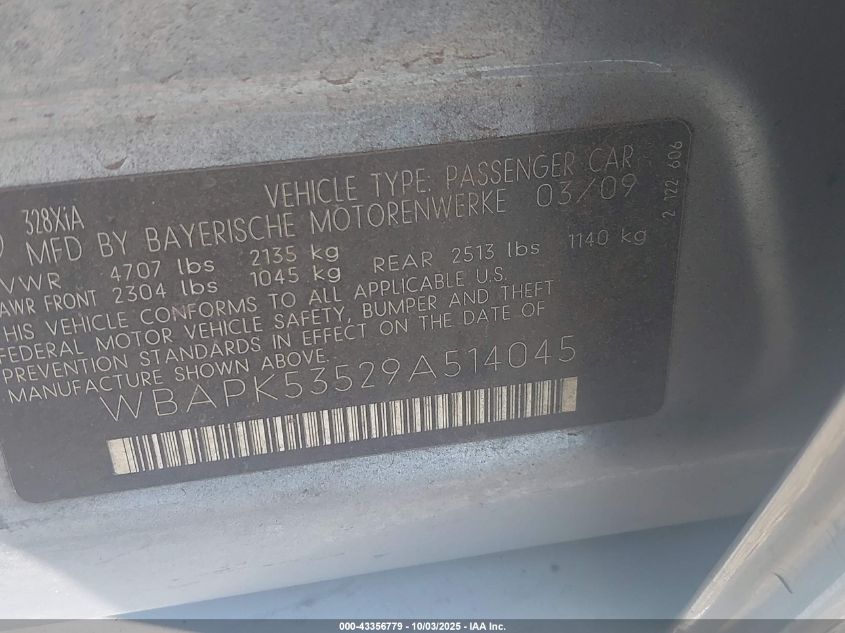 328XiA VEHICLE TYPE: PASSENGER CAR
MFD BY BAYERISCHE MOTORENWERKE 03/09
VWR 4707 lbs 2135 kg
AWR FRONT 2304 lbs 1045 kg REAR 2513 lbs 1140 kg
HIS VEHICLE CONFORMS TO ALL APPLICABLE U.S.
FEDERAL MOTOR VEHICLE SAFETY, BUMPER AND THEFT
PREVENTION STANDARDS IN EFFECT ON THE DATE OF
MANUFACTURE SHOWN ABOVE.
WBAPK53529A514045
2 122 606
000-43356779 - 10/03/2025 - IAA Inc.